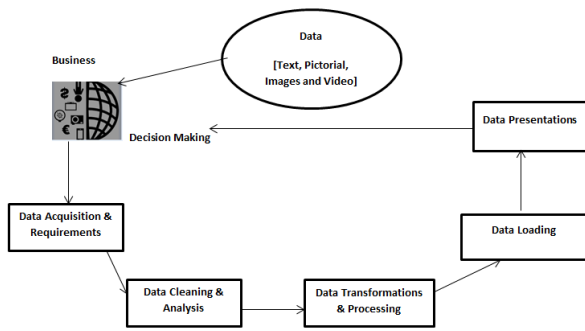 Data
[Text, Pictorial,
Images and Video]
Business
$
€
Decision Making
Data Presentations
Data Acquisition &
Requirements
Data Loading
Data Cleaning &
Analysis
Data Transformations
& Processing